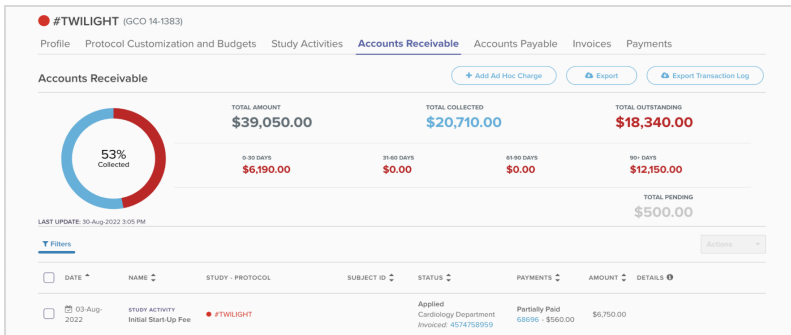 #TWILIGHT (GCO 14-1383)
Profile Protocol Customization and Budgets Study Activities Accounts Receivable Accounts Payable Invoices Payments
Accounts Receivable
+ Add Ad Hoc Charge Export Export Transaction Log
TOTAL AMOUNT TOTAL COLLECTED TOTAL OUTSTANDING
$39,050.00 $20,710.00 $18,340.00
53%
Collected
0-30 DAYS 31-60 DAYS 61-90 DAYS 90+ DAYS
$6,190.00 $0.00 $0.00 $12,150.00
TOTAL PENDING
$500.00
LAST UPDATE: 30-Aug-2022 3:05 PM
Filters Actions
DATE NAME STUDY - PROTOCOL SUBJECT ID STATUS PAYMENTS AMOUNT DETAILS
03-Aug-2022
STUDY ACTIVITY
Initial Start-Up Fee
#TWILIGHT
Applied
Cardiology Department
Invoiced: 4574758959
Partially Paid
68696 - $560.00
$6,750.00